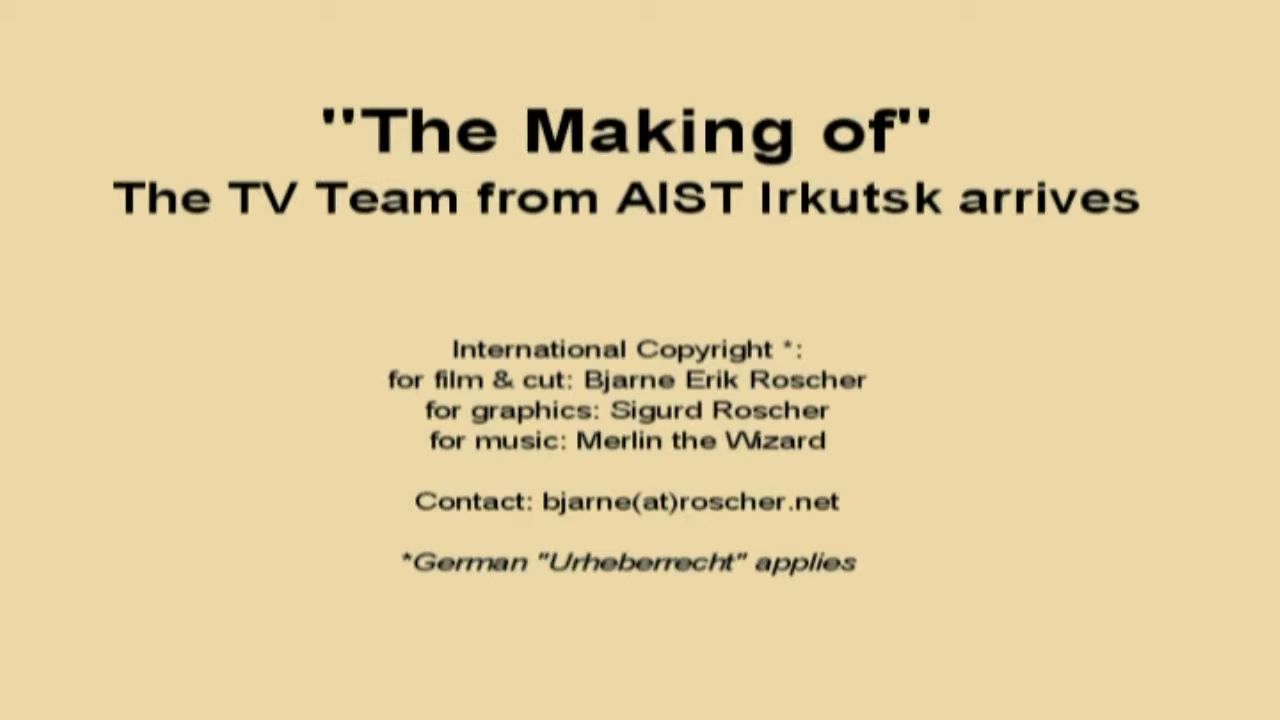 "The Making of"
The TV Team from AIST Irkutsk arrives
International Copyright *:
for film & cut: Bjarne Erik Roscher
for graphics: Sigurd Roscher
for music: Merlin the Wizard
Contact: bjarne(at)roscher.net
*German "Urheberrecht" applies